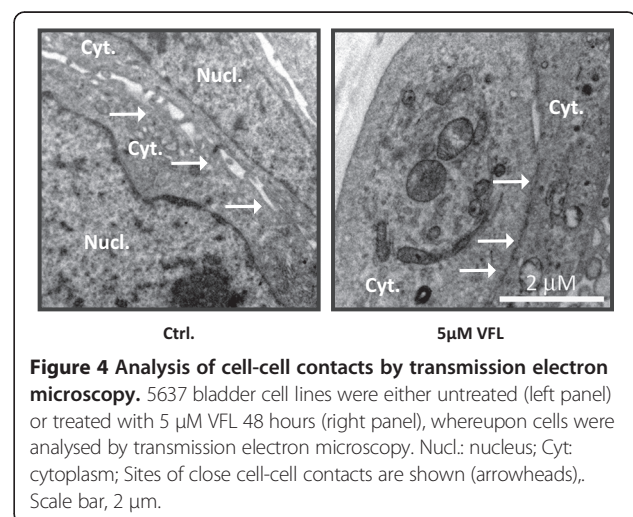 Cyt.
Nucl.
Cyt.
Nucl.
Cyt.
Cyt.
2 µM
Ctrl.
5µM VFL
Figure 4 Analysis of cell-cell contacts by transmission electron
microscopy. 5637 bladder cell lines were either untreated (left panel)
or treated with 5 µM VFL 48 hours (right panel), whereupon cells were
analysed by transmission electron microscopy. Nucl.: nucleus; Cyt:
cytoplasm; Sites of close cell-cell contacts are shown (arrowheads),.
Scale bar, 2 µm.